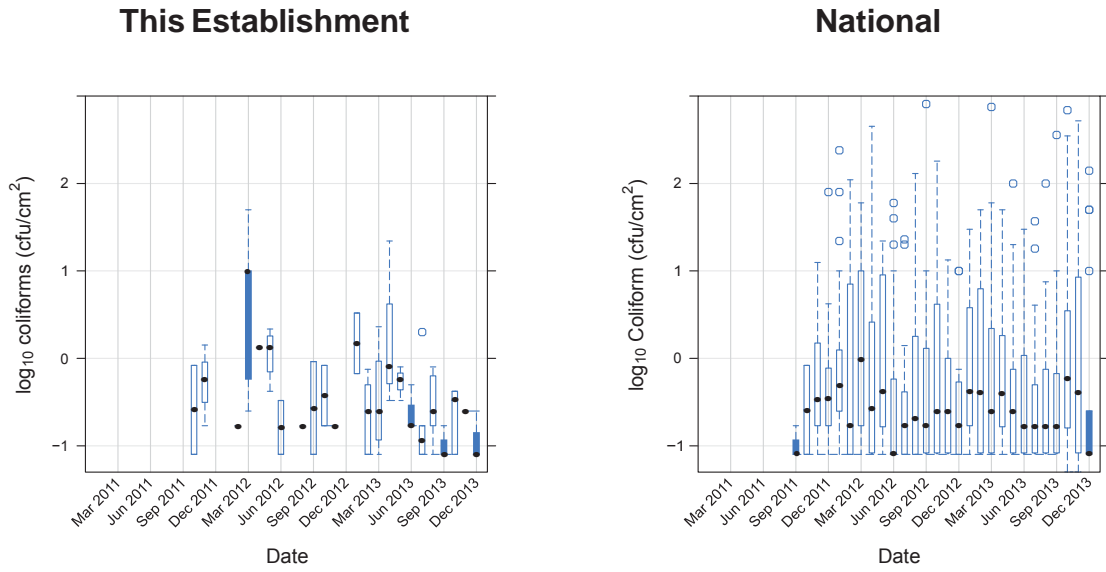 This Establishment
log10 coliforms (cfu/cm2)
2
1
0
−1
Mar 2011
Jun 2011
Sep 2011
Dec 2011
Mar 2012
Jun 2012
Sep 2012
Dec 2012
Mar 2013
Jun 2013
Sep 2013
Dec 2013
Date
National
log10 Coliform (cfu/cm2)
2
1
0
−1
Mar 2011
Jun 2011
Sep 2011
Dec 2011
Mar 2012
Jun 2012
Sep 2012
Dec 2012
Mar 2013
Jun 2013
Sep 2013
Dec 2013
Date